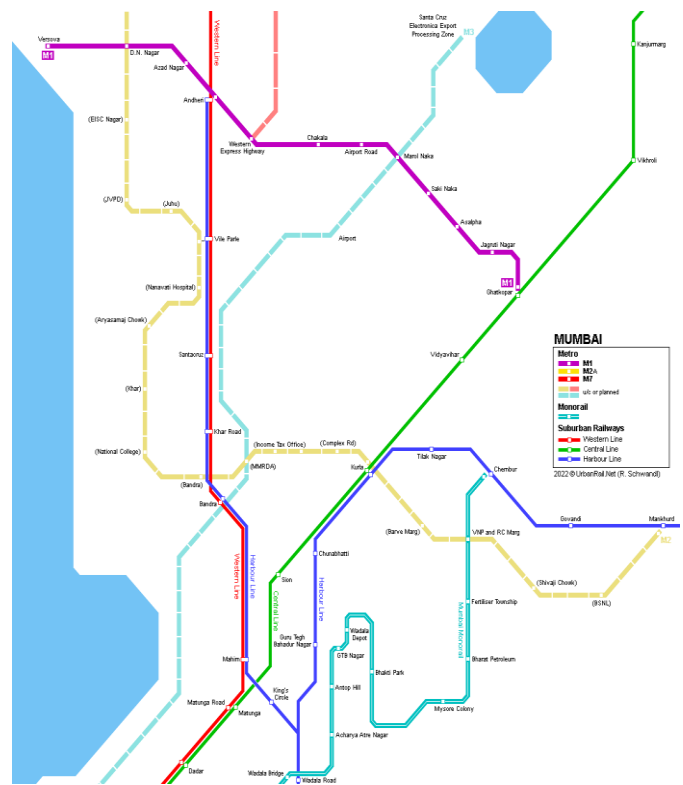 Santa Cruz
Electronica Export
Processing Zone
M3
Versova
M1
D.N. Nagar
Azad Nagar
Western Line
Kanjurmarg
Andheri
(EISC Nagar)
Western
Express Highway
Chakala
Airport Road
Marol Naka
Vikhroli
Saki Naka
(JVPD)
(Juhu)
Asalpha
Vile Parle
Airport
Jagruti Nagar
M1
Ghatkopar
(Nanavati Hospital)
(Aryasamaj Chowk)
Santacruz
Vidyavihar
MUMBAI
Metro
M1
M2A
M7
u/c or planned
Monorail
Suburban Railways
Western Line
Central Line
Harbour Line
2022 © UrbanRail.Net (R. Schwandl)
(Khar)
Khar Road
(National College)
(Income Tax Office)
(Complex Rd)
(MMRDA)
Kurla
Tilak Nagar
Chembur
(Bandra)
Bandra
Govandi
Mankhurd
M2
(Barve Marg)
VNP and RC Marg
Western Line
Harbour Line
Central Line
Harbour Line
Chunabhatti
Sion
(Shivaji Chowk)
(BSNL)
Fertiliser Township
Mumbai Monorail
Guru Tegh
Bahadur Nagar
Wadala
Depot
GTB Nagar
Mahim
Bhakti Park
Bharat Petroleum
King's
Circle
Antop Hill
Matunga Road
Matunga
Mysore Colony
Acharya Atre Nagar
Dadar
Wadala Bridge
Wadala Road